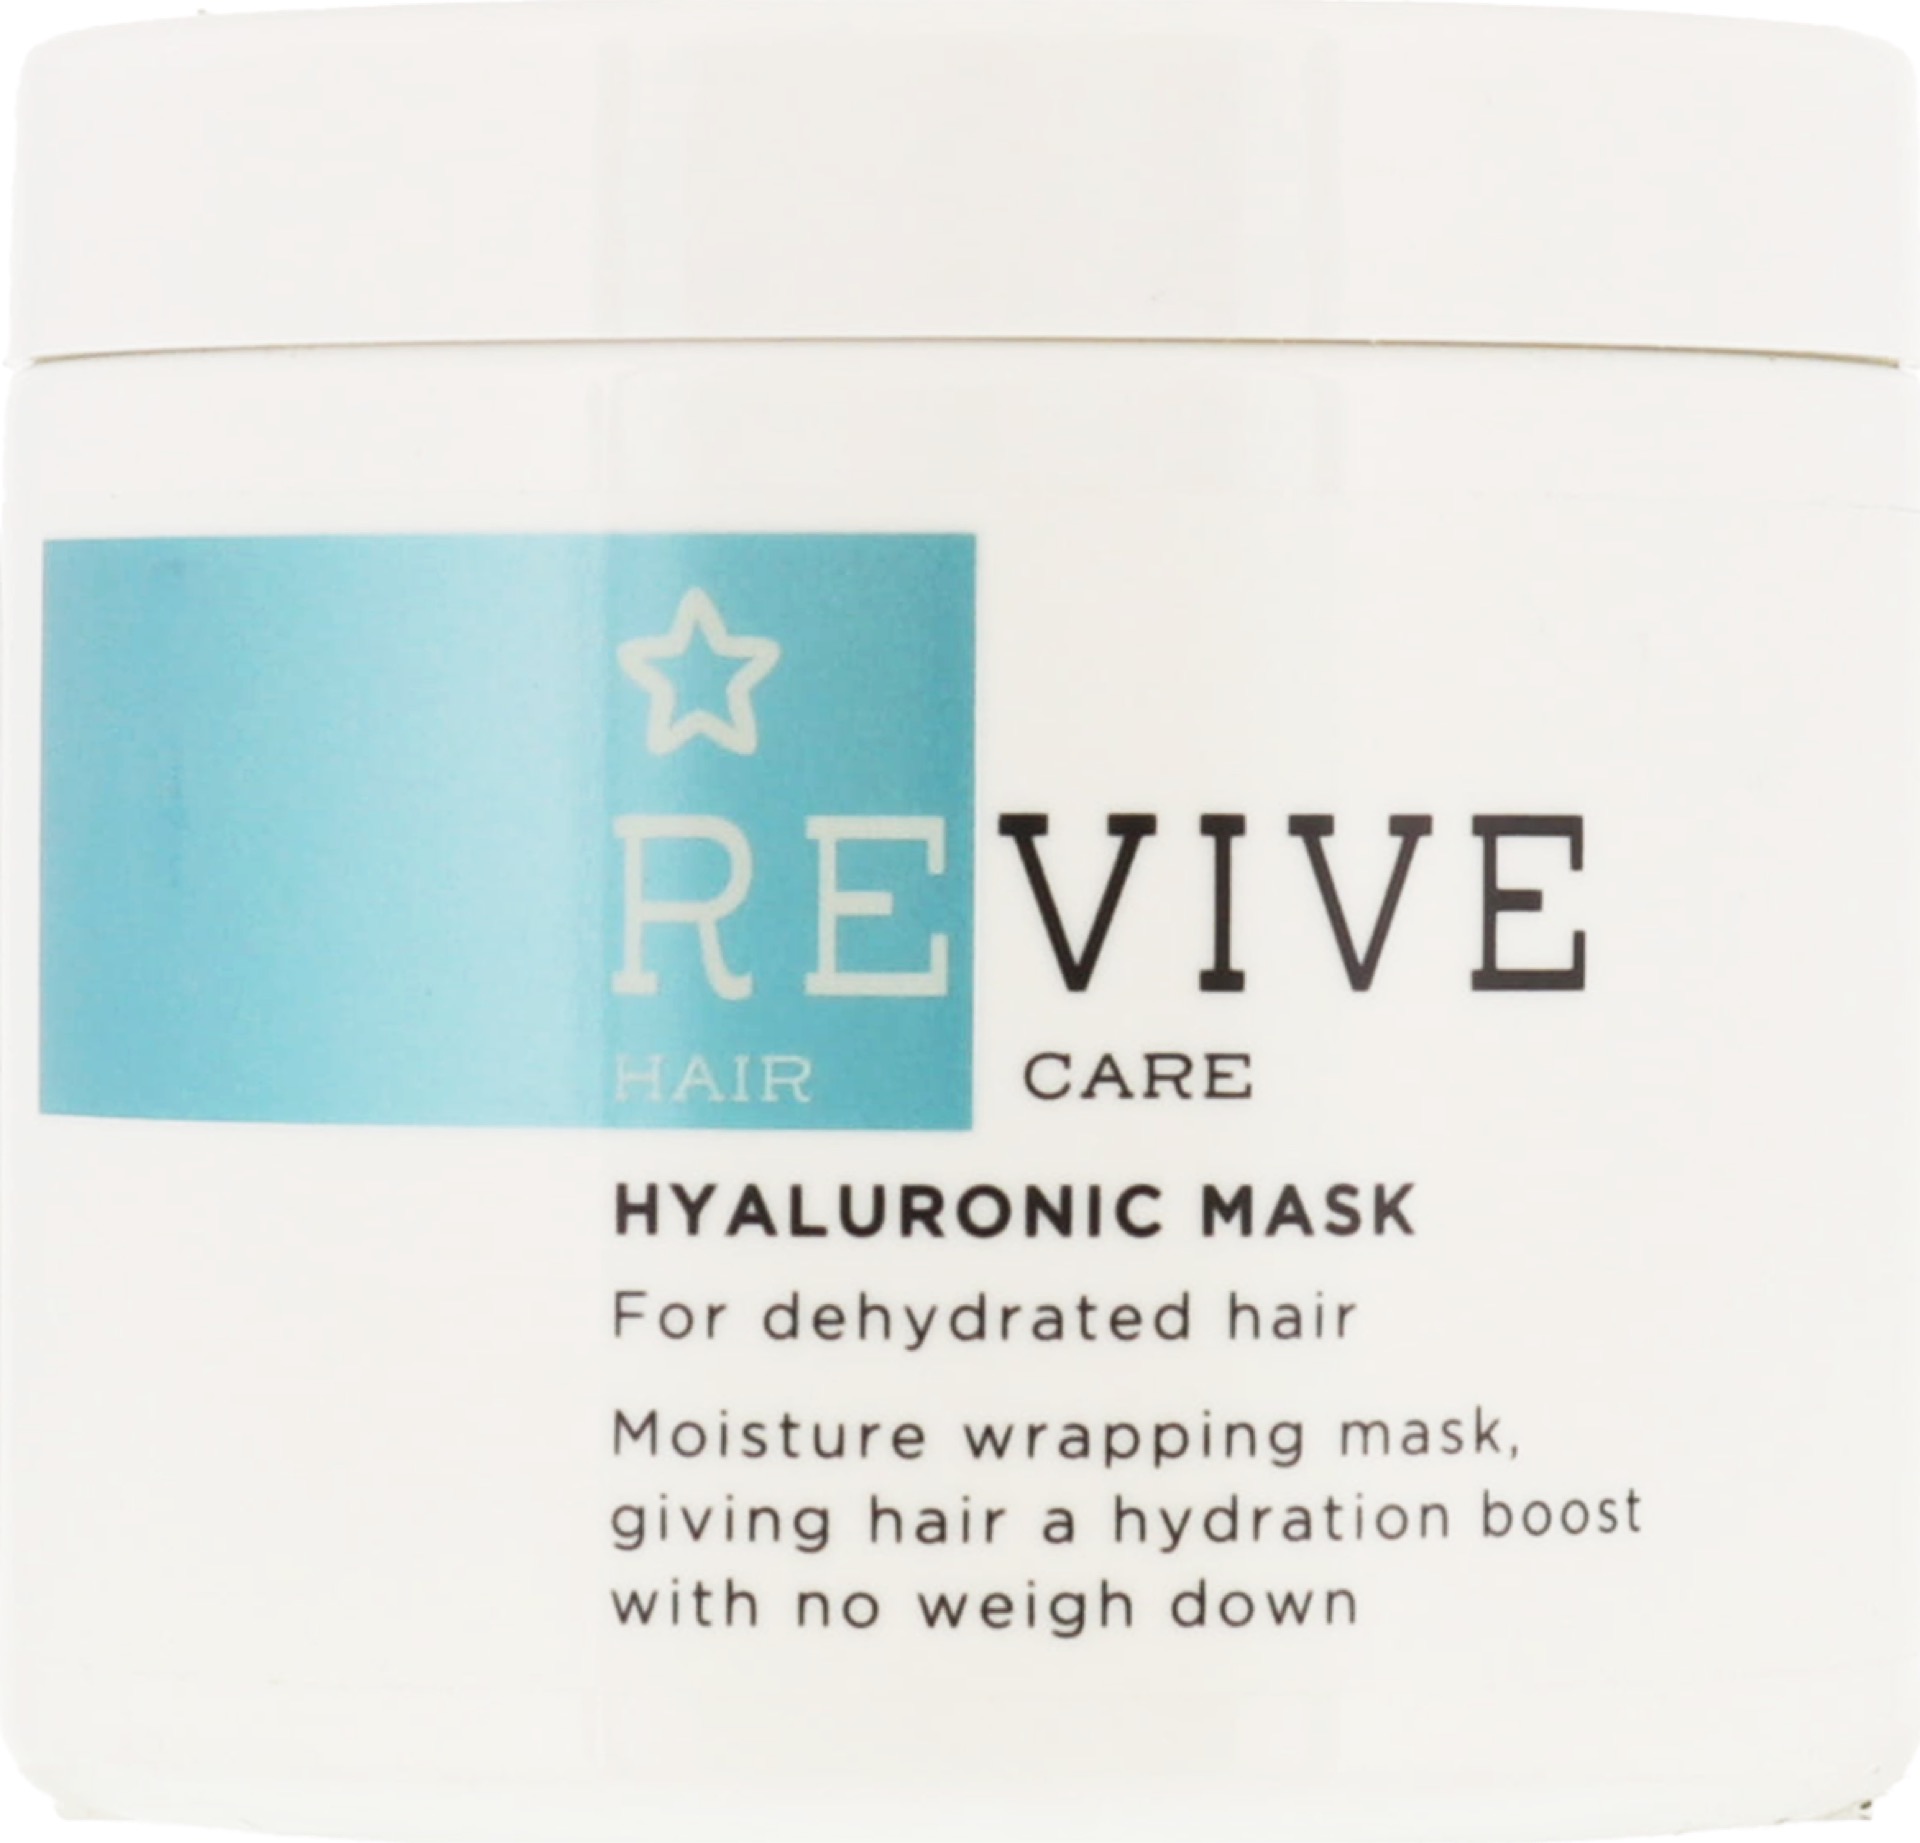 REVIVE
HAIR CARE
HYALURONIC MASK
For dehydrated hair
Moisture wrapping mask,
giving hair a hydration boost
with no weigh down